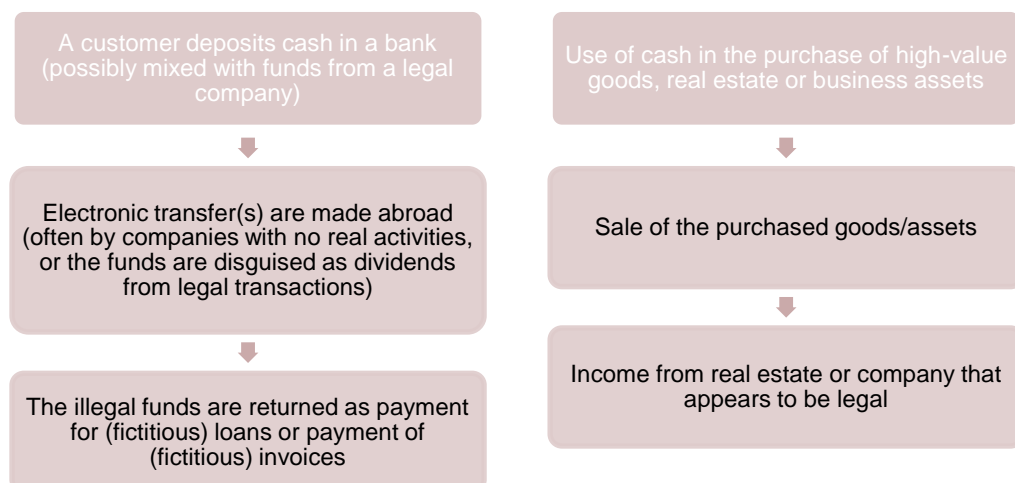 A customer deposits cash in a bank
(possibly mixed with funds from a legal
company)
Electronic transfer(s) are made abroad
(often by companies with no real activities,
or the funds are disguised as dividends
from legal transactions)
The illegal funds are returned as payment
for (fictitious) loans or payment of
(fictitious) invoices
Use of cash in the purchase of high-value
goods, real estate or business assets
Sale of the purchased goods/assets
Income from real estate or company that
appears to be legal